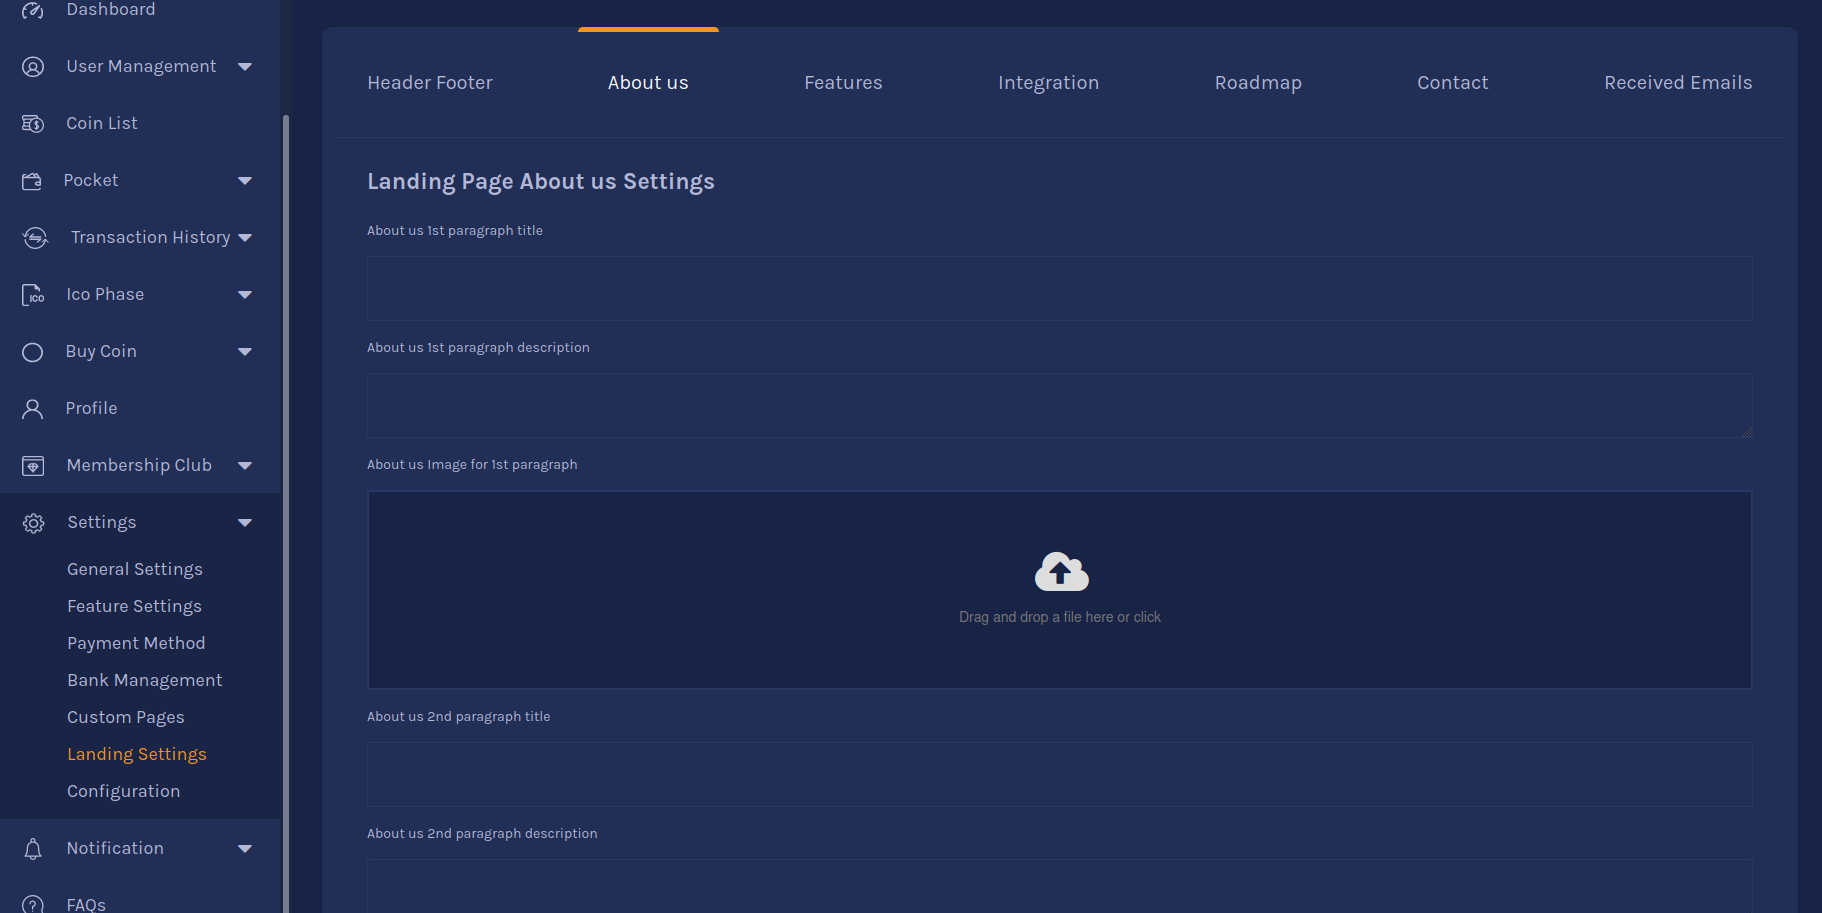 Dashboard
User Management
Coin List
Pocket
Transaction History
ICO
Ico Phase
Buy Coin
Profile
Membership Club
Settings
General Settings
Feature Settings
Payment Method
Bank Management
Custom Pages
Landing Settings
Configuration
Notification
FAQs
Header Footer
About us
Features
Integration
Roadmap
Contact
Received Emails
Landing Page About us Settings
About us 1st paragraph title
About us 1st paragraph description
About us Image for 1st paragraph
Drag and drop a file here or click
About us 2nd paragraph title
About us 2nd paragraph description